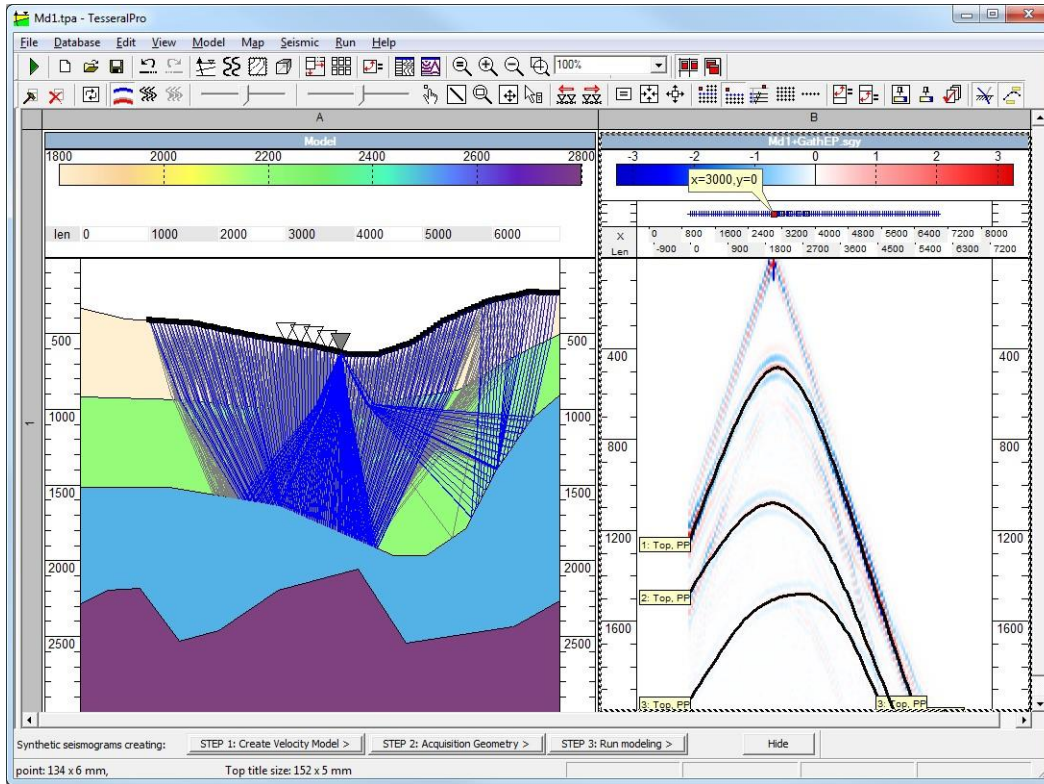 Md1.tpa - TesseralPro
File Database Edit View Model Map Seismic Run Help
100%
A B
Model
1800 2000 2200 2400 2600 2800
len 0 1000 2000 3000 4000 5000 6000
500 500
1000 1000
1500 1500
2000 2000
2500 2500
1
Md1+GathEP.sgy
-3 -2 -1 0 1 2 3
x=3000,y=0
X 0 800 1600 2400 3200 4000 4800 5600 6400 7200 8000
Len -900 0 900 1800 2700 3600 4500 5400 6300 7200
400 400
800 800
1200 1200
1: Top, PP
2: Top, PP
1600 1600
3: Top, PP 3: Top, PP
Synthetic seismograms creating: STEP 1: Create Velocity Model > STEP 2: Acquisition Geometry > STEP 3: Run modeling > Hide
point: 134 x 6 mm, Top title size: 152 x 5 mm